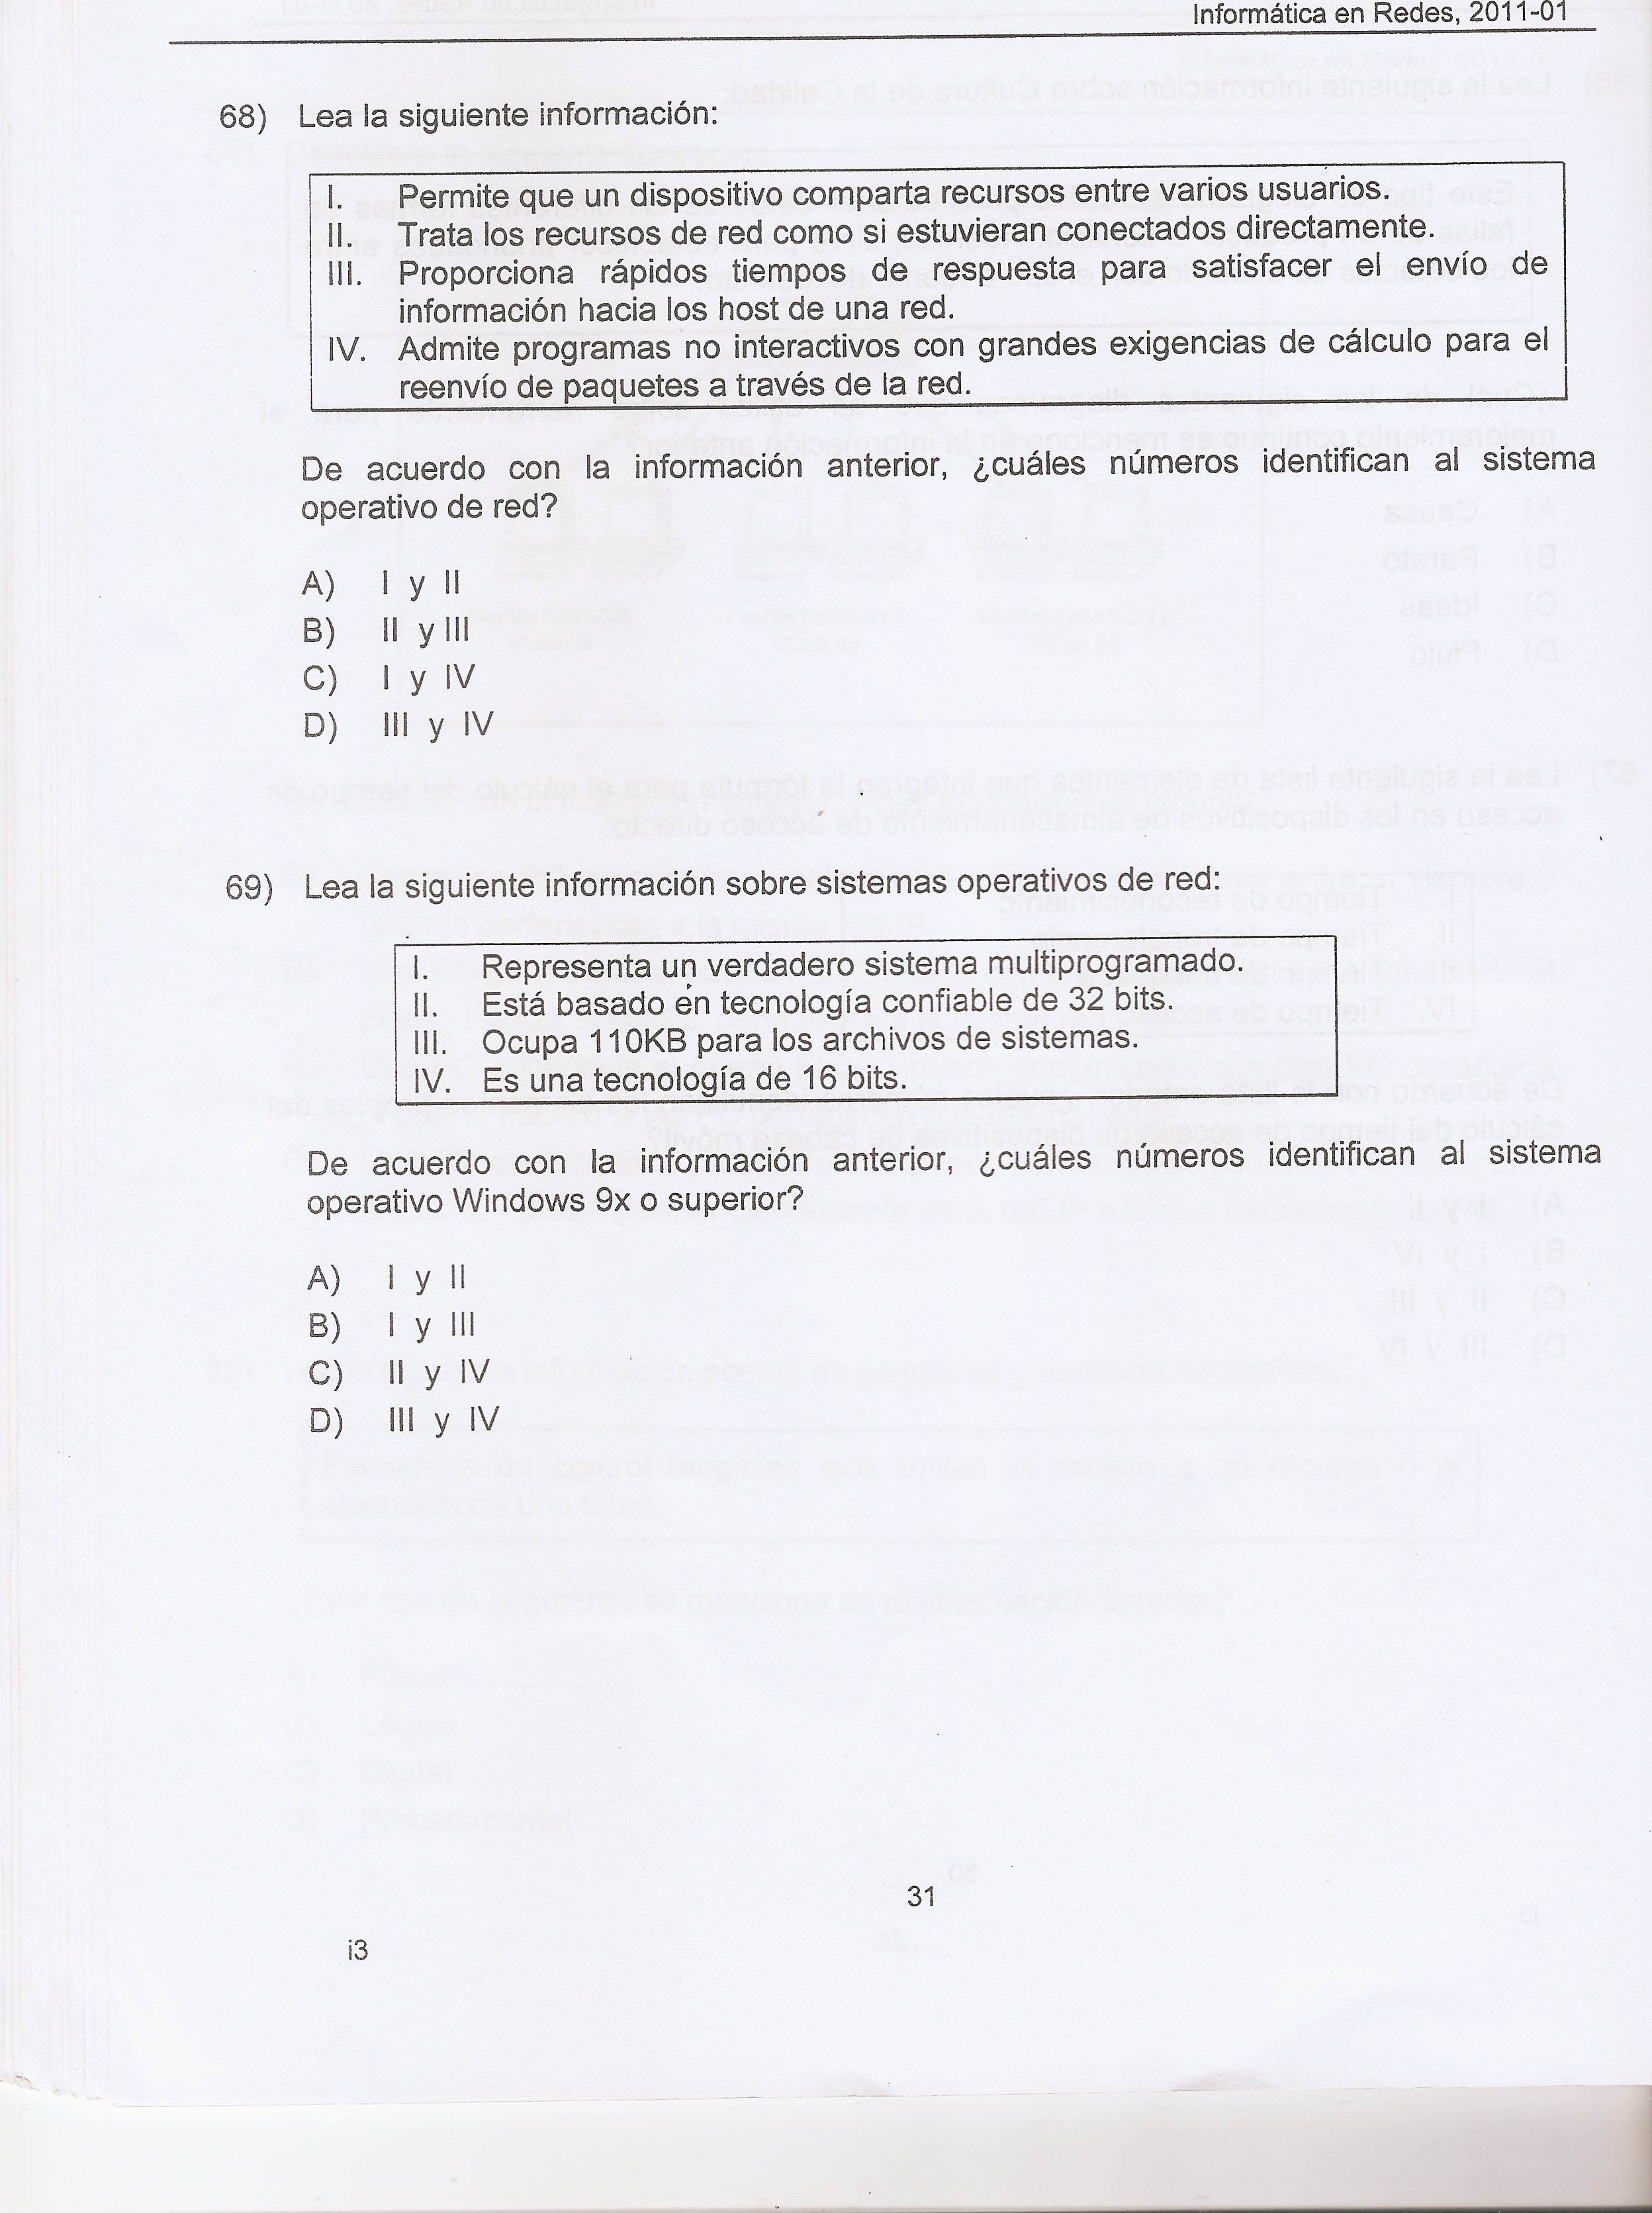 Informática en Redes, 2011-01
68) Lea la siguiente información:
I. Permite que un dispositivo comparta recursos entre varios usuarios.
II. Trata los recursos de red como si estuvieran conectados directamente.
III. Proporciona rápidos tiempos de respuesta para satisfacer el envío de
información hacia los host de una red.
IV. Admite programas no interactivos con grandes exigencias de cálculo para el
reenvío de paquetes a través de la red.
De acuerdo con la información anterior, ¿cuáles números identifican al sistema
operativo de red?
A) I y II
B) II y III
C) I y IV
D) III y IV
69) Lea la siguiente información sobre sistemas operativos de red:
I. Representa un verdadero sistema multiprogramado.
II. Está basado en tecnología confiable de 32 bits.
III. Ocupa 110KB para los archivos de sistemas.
IV. Es una tecnología de 16 bits.
De acuerdo con la información anterior, ¿cuáles números identifican al sistema
operativo Windows 9x o superior?
A) I y II
B) I y III
C) II y IV
D) III y IV
31
i3